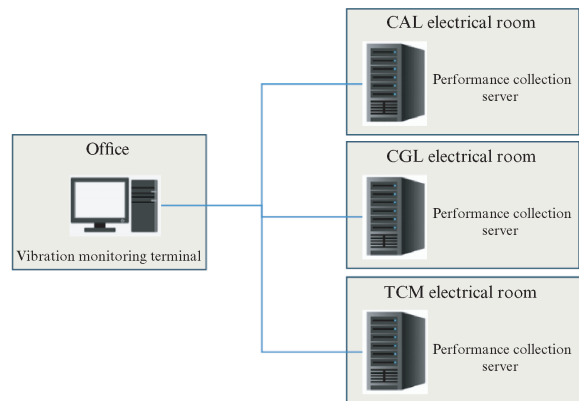 Office
Vibration monitoring terminal
CAL electrical room
Performance collection
server
CGL electrical room
Performance collection
server
TCM electrical room
Performance collection
server